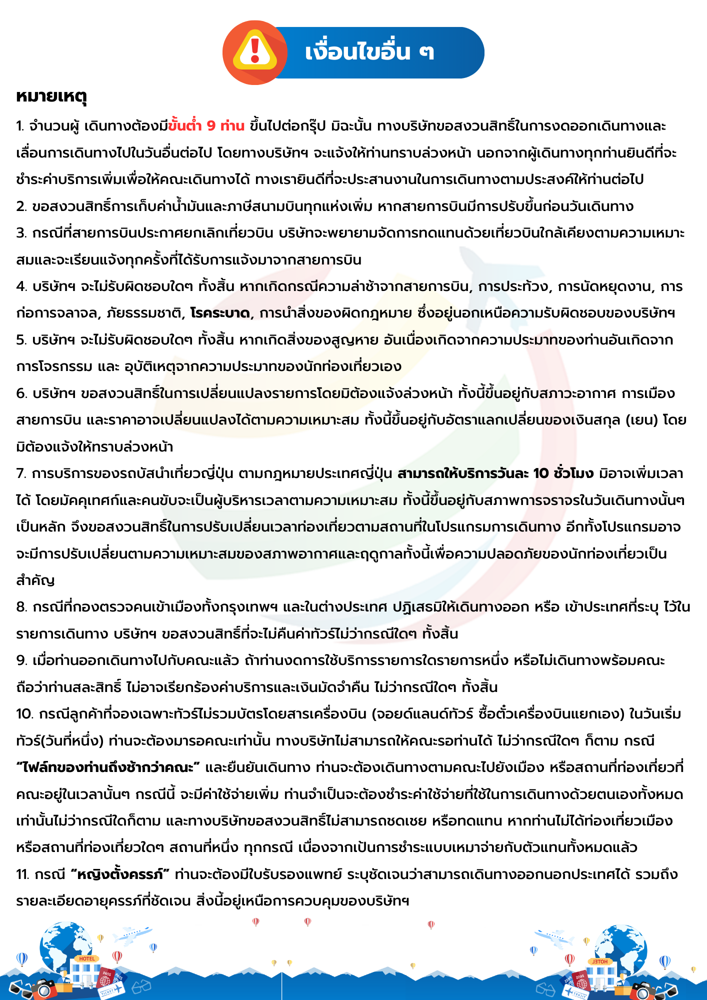 เงื่อนไขอื่น ๆ
หมายเหตุ
1. จำนวนผู้ เดินทางต้องมีขั้นต่ำ 9 ท่าน ขึ้นไปต่อกรุ๊ป มิฉะนั้น ทางบริษัทขอสงวนสิทธิ์ในการงดออกเดินทางและ
เลื่อนการเดินทางไปในวันอื่นต่อไป โดยทางบริษัทฯ จะแจ้งให้ท่านทราบล่วงหน้า นอกจากผู้เดินทางทุกท่านยินดีที่จะ
ชำระค่าบริการเพิ่มเพื่อให้คณะเดินทางได้ ทางเรายินดีที่จะประสานงานในการเดินทางตามประสงค์ให้ท่านต่อไป
2. ขอสงวนสิทธิ์การเก็บค่าน้ำมันและภาษีสนามบินทุกแห่งเพิ่ม หากสายการบินมีการปรับขึ้นก่อนวันเดินทาง
3. กรณีที่สายการบินประกาศยกเลิกเที่ยวบิน บริษัทจะพยายามจัดการทดแทนด้วยเที่ยวบินใกล้เคียงตามความเหมาะ
สมและจะเรียนแจ้งทุกครั้งที่ได้รับการแจ้งมาจากสายการบิน
4. บริษัทฯ จะไม่รับผิดชอบใดๆ ทั้งสิ้น หากเกิดกรณีความล่าช้าจากสายการบิน, การประท้วง, การนัดหยุดงาน, การ
ก่อการจลาจล, ภัยธรรมชาติ, โรคระบาด, การนำสิ่งของผิดกฎหมาย ซึ่งอยู่นอกเหนือความรับผิดชอบของบริษัทฯ
5. บริษัทฯ จะไม่รับผิดชอบใดๆ ทั้งสิ้น หากเกิดสิ่งของสูญหาย อันเนื่องเกิดจากความประมาทของท่านอันเกิดจาก
การโจรกรรม และ อุบัติเหตุจากความประมาทของนักท่องเที่ยวเอง
6. บริษัทฯ ขอสงวนสิทธิ์ในการเปลี่ยนแปลงรายการโดยมิต้องแจ้งล่วงหน้า ทั้งนี้ขึ้นอยู่กับสภาวะอากาศ การเมือง
สายการบิน และราคาอาจเปลี่ยนแปลงได้ตามความเหมาะสม ทั้งนี้ขึ้นอยู่กับอัตราแลกเปลี่ยนของเงินสกุล (เยน) โดย
มิต้องแจ้งให้ทราบล่วงหน้า
7. การบริการของรถบัสนำเที่ยวญี่ปุ่น ตามกฎหมายประเทศญี่ปุ่น สามารถให้บริการวันละ 10 ชั่วโมง มิอาจเพิ่มเวลา
ได้ โดยมัคคุเทศก์และคนขับจะเป็นผู้บริหารเวลาตามความเหมาะสม ทั้งนี้ขึ้นอยู่กับสภาพการจราจรในวันเดินทางนั้นๆ
เป็นหลัก จึงขอสงวนสิทธิ์ในการปรับเปลี่ยนเวลาท่องเที่ยวตามสถานที่ในโปรแกรมการเดินทาง อีกทั้งโปรแกรมอาจ
จะมีการปรับเปลี่ยนตามความเหมาะสมของสภาพอากาศและฤดูกาลทั้งนี้เพื่อความปลอดภัยของนักท่องเที่ยวเป็น
สำคัญ
8. กรณีที่กองตรวจคนเข้าเมืองทั้งกรุงเทพฯ และในต่างประเทศ ปฏิเสธมิให้เดินทางออก หรือ เข้าประเทศที่ระบุ ไว้ใน
รายการเดินทาง บริษัทฯ ขอสงวนสิทธิ์ที่จะไม่คืนค่าทัวร์ไม่ว่ากรณีใดๆ ทั้งสิ้น
9. เมื่อท่านออกเดินทางไปกับคณะแล้ว ถ้าท่านงดการใช้บริการรายการใดรายการหนึ่ง หรือไม่เดินทางพร้อมคณะ
ถือว่าท่านสละสิทธิ์ ไม่อาจเรียกร้องค่าบริการและเงินมัดจำคืน ไม่ว่ากรณีใดๆ ทั้งสิ้น
10. กรณีลูกค้าที่จองเฉพาะทัวร์ไม่รวมบัตรโดยสารเครื่องบิน (จอยด์แลนด์ทัวร์ ซื้อตั๋วเครื่องบินแยกเอง) ในวันเริ่ม
ทัวร์(วันที่หนึ่ง) ท่านจะต้องมารอคณะเท่านั้น ทางบริษัทไม่สามารถให้คณะรอท่านได้ ไม่ว่ากรณีใดๆ ก็ตาม กรณี
“ไฟล์ทของท่านถึงช้ากว่าคณะ” และยืนยันเดินทาง ท่านจะต้องเดินทางตามคณะไปยังเมือง หรือสถานที่ท่องเที่ยวที่
คณะอยู่ในเวลานั้นๆ กรณีนี้ จะมีค่าใช้จ่ายเพิ่ม ท่านจำเป็นจะต้องชำระค่าใช้จ่ายที่ใช้ในการเดินทางด้วยตนเองทั้งหมด
เท่านั้นไม่ว่ากรณีใดก็ตาม และทางบริษัทขอสงวนสิทธิ์ไม่สามารถชดเชย หรือทดแทน หากท่านไม่ได้ท่องเที่ยวเมือง
หรือสถานที่ท่องเที่ยวใดๆ สถานที่หนึ่ง ทุกกรณี เนื่องจากเป้นการชำระแบบเหมาจ่ายกับตัวแทนทั้งหมดแล้ว
11. กรณี “หญิงตั้งครรภ์” ท่านจะต้องมีใบรับรองแพทย์ ระบุชัดเจนว่าสามารถเดินทางออกนอกประเทศได้ รวมถึง
รายละเอียดอายุครรภ์ที่ชัดเจน สิ่งนี้อยู่เหนือการควบคุมของบริษัทฯ
HOTEL
PASS
PASS
TICKET
HOTEL
PASS
PASS
TICKET